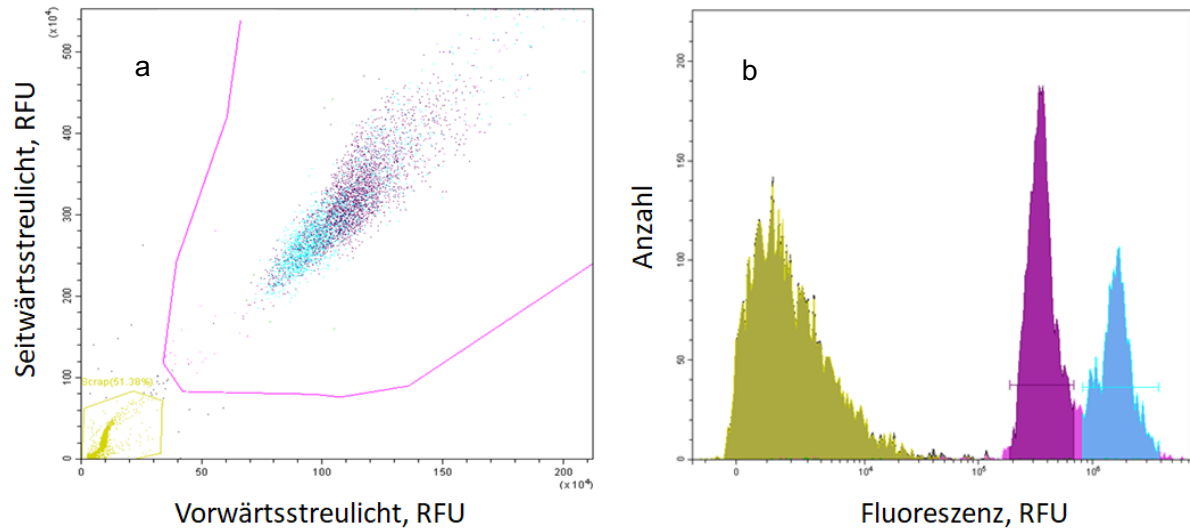 (x10⁴)
500
400
300
200
100
0
a
Scrap(51.38%)
0
50
100
150
200
(x10⁴)
Seitwärtsstreulicht, RFU
Vorwärtsstreulicht, RFU
200
150
100
50
0
b
0
10⁴
10⁵
10⁶
Anzahl
Fluoreszenz, RFU